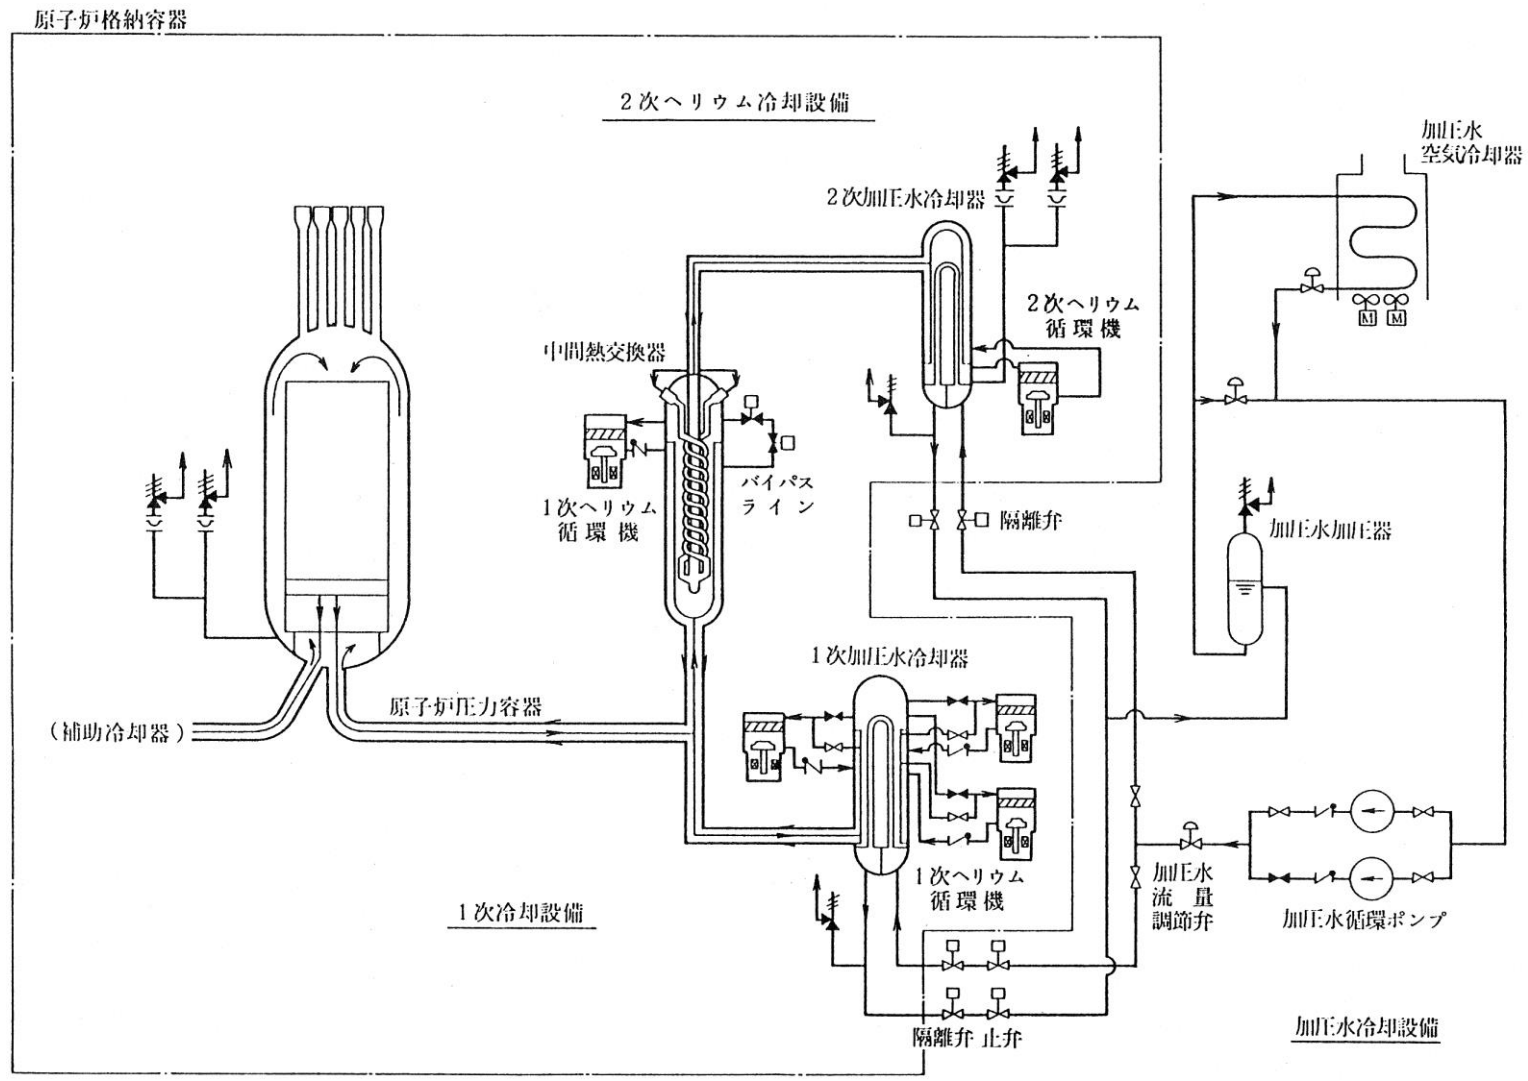 原子炉格納容器
2次ヘリウム冷却設備
加圧水
空気冷却器
2次加圧水冷却器
2次ヘリウム
循環機
M
M
中間熱交換器
バイパス
ライン
1次ヘリウム
循環機
隔離弁
加圧水加圧器
1次加圧水冷却器
原子炉圧力容器
(補助冷却器)
1次ヘリウム
循環機
加圧水
流量
調節弁
加圧水循環ポンプ
1次冷却設備
隔離弁
止弁
加圧水冷却設備